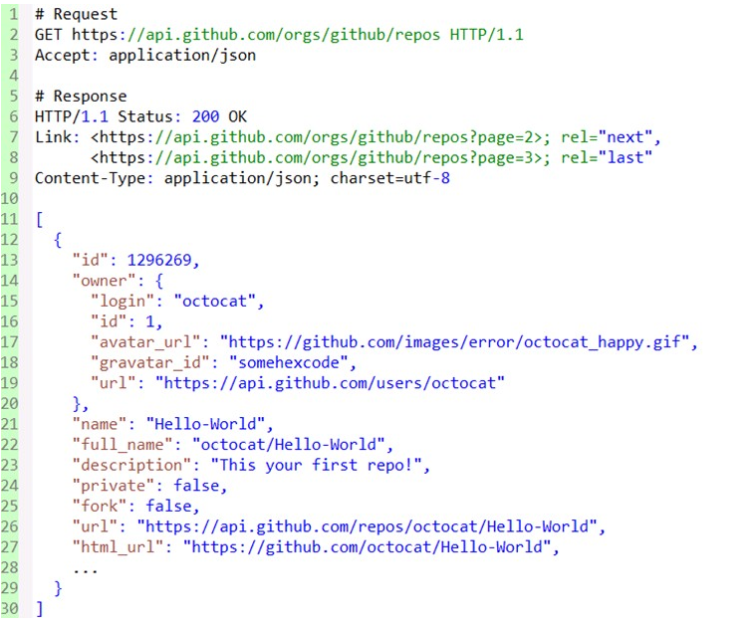 1 # Request
2 GET https://api.github.com/orgs/github/repos HTTP/1.1
3 Accept: application/json
4
5 # Response
6 HTTP/1.1 Status: 200 OK
7 Link: <https://api.github.com/orgs/github/repos?page=2>; rel="next",
8       <https://api.github.com/orgs/github/repos?page=3>; rel="last"
9 Content-Type: application/json; charset=utf-8
10
11 [
12   {
13     "id": 1296269,
14     "owner": {
15       "login": "octocat",
16       "id": 1,
17       "avatar_url": "https://github.com/images/error/octocat_happy.gif",
18       "gravatar_id": "somehexcode",
19       "url": "https://api.github.com/users/octocat"
20     },
21     "name": "Hello-World",
22     "full_name": "octocat/Hello-World",
23     "description": "This your first repo!",
24     "private": false,
25     "fork": false,
26     "url": "https://api.github.com/repos/octocat/Hello-World",
27     "html_url": "https://github.com/octocat/Hello-World",
28     ...
29   }
30 ]